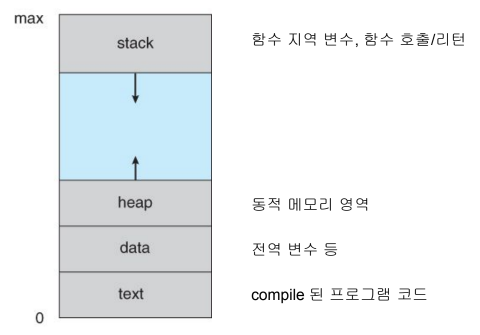 max
stack 함수 지역 변수, 함수 호출/리턴
heap 동적 메모리 영역
data 전역 변수 등
text compile 된 프로그램 코드
0